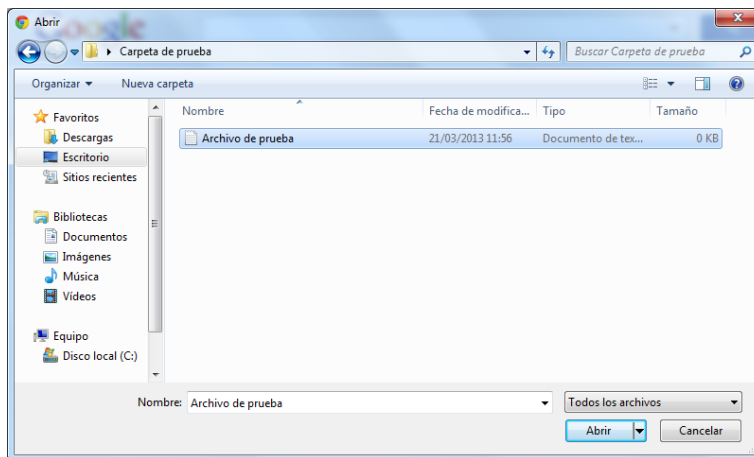 Abrir
Google
Carpeta de prueba
Buscar Carpeta de prueba
Organizar
Nueva carpeta
Nombre
Fecha de modifica...
Tipo
Tamaño
Archivo de prueba
21/03/2013 11:56
Documento de tex...
0 KB
Favoritos
Descargas
Escritorio
Sitios recientes
Bibliotecas
Documentos
Imágenes
Música
Vídeos
Equipo
Disco local (C:)
Nombre:
Archivo de prueba
Todos los archivos
Abrir
Cancelar